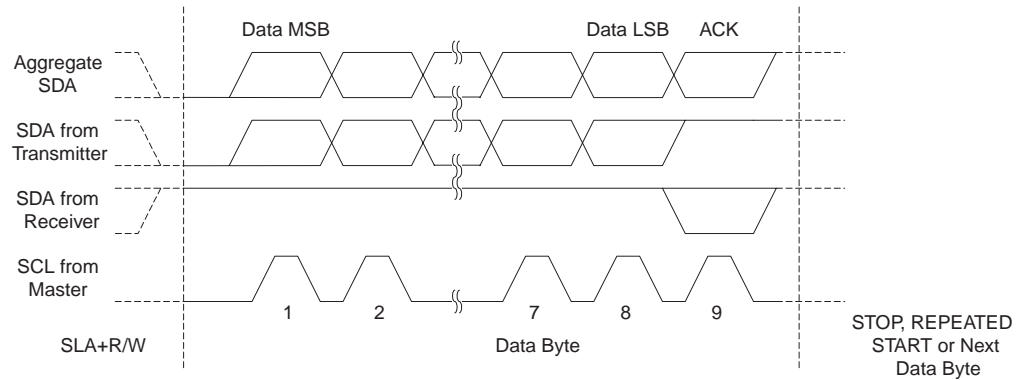 Data MSB
Data LSB
ACK
Aggregate
SDA
SDA from
Transmitter
SDA from
Receiver
SCL from
Master
1
2
7
8
9
SLA+R/W
Data Byte
STOP, REPEATED
START or Next
Data Byte